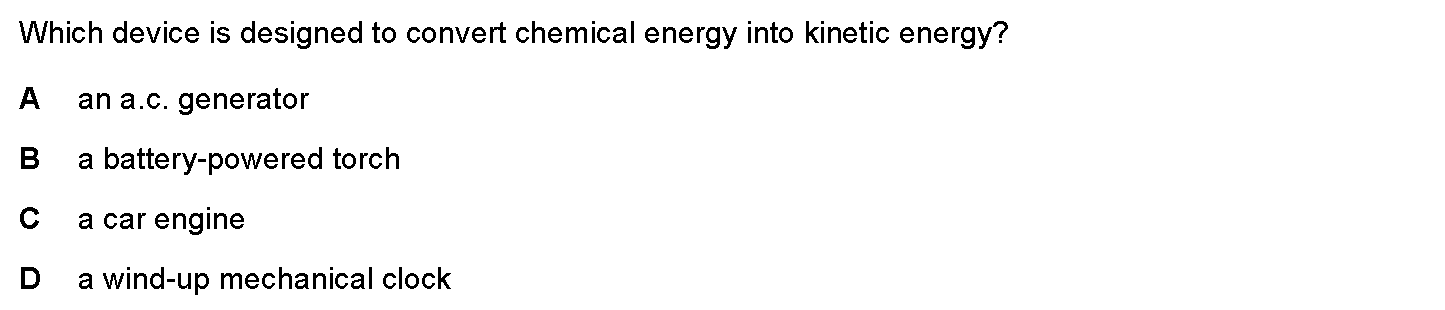 Which device is designed to convert chemical energy into kinetic energy?
A an a.c. generator
B a battery-powered torch
C a car engine
D a wind-up mechanical clock